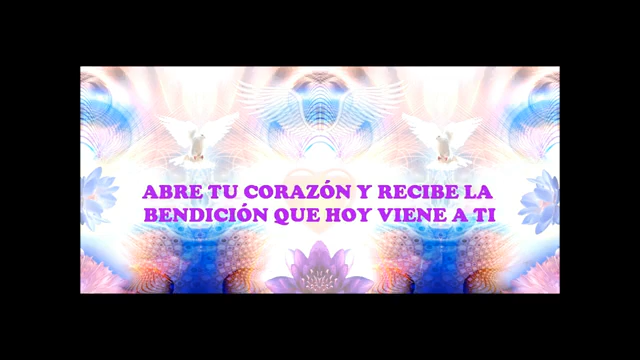 ABRE TU CORAZÓN Y RECIBE LA
BENDICIÓN QUE HOY VIENE A TI